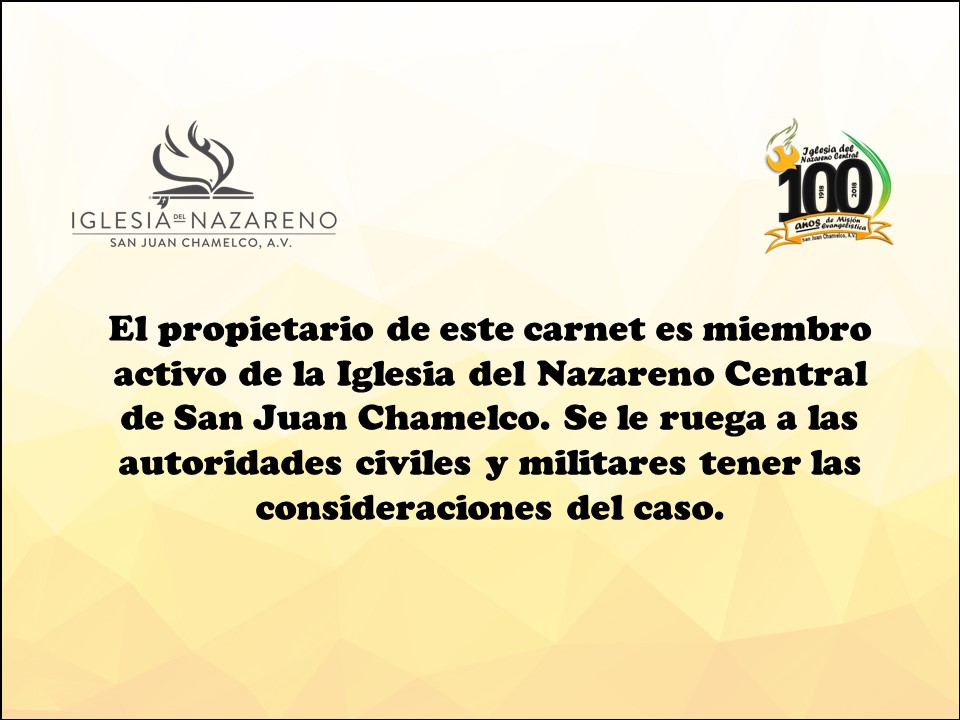 IGLESIA DEL NAZARENO
SAN JUAN CHAMELCO, A.V.
Iglesia del
Nazareno Central
100
1918
2018
años de Misión
Evangelística
San Juan Chamelco, A.V.
El propietario de este carnet es miembro
activo de la Iglesia del Nazareno Central
de San Juan Chamelco. Se le ruega a las
autoridades civiles y militares tener las
consideraciones del caso.